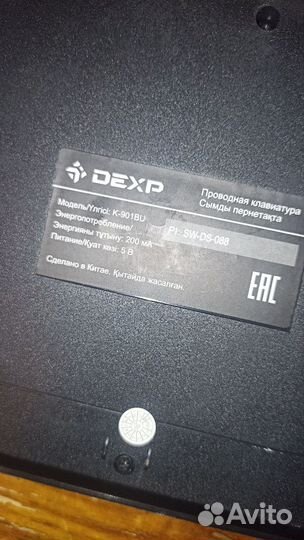 DEXP
Проводная клавиатура
Сымды пернетақта
Модель/Үлгісі: K-901BU
Энергопотребление/
Энергияны тұтыну: 200 мА
Питание/Қуат көзі: 5 В
P1: SW-DS-088
Сделано в Китае. Қытайда жасалған.
EAC
Avito